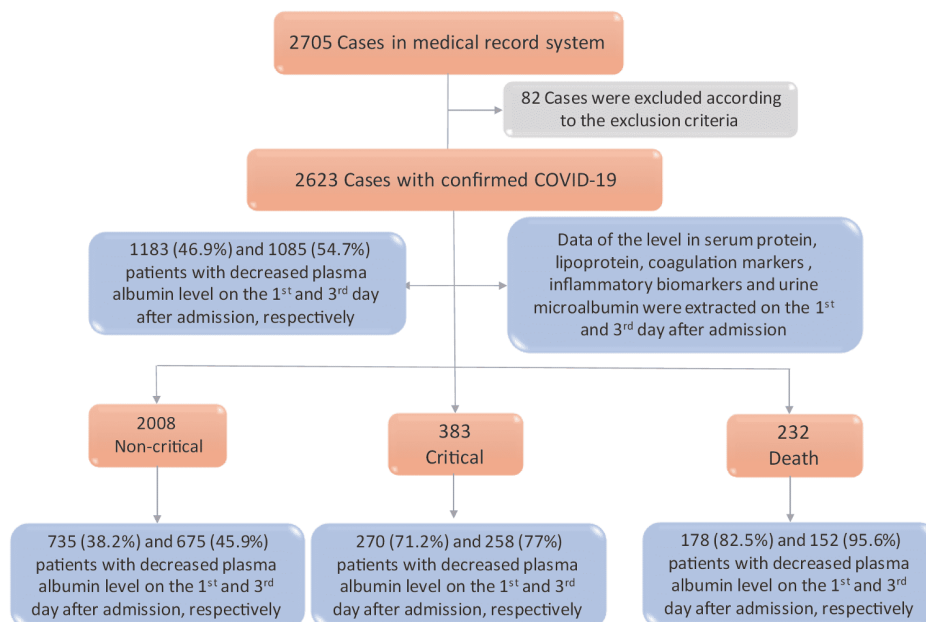 2705 Cases in medical record system
82 Cases were excluded according
to the exclusion criteria
2623 Cases with confirmed COVID-19
1183 (46.9%) and 1085 (54.7%)
patients with decreased plasma
albumin level on the 1st and 3rd day
after admission, respectively
Data of the level in serum protein,
lipoprotein, coagulation markers ,
inflammatory biomarkers and urine
microalbumin were extracted on the 1st
and 3rd day after admission
2008
Non-critical
383
Critical
232
Death
735 (38.2%) and 675 (45.9%)
patients with decreased plasma
albumin level on the 1st and 3rd
day after admission, respectively
270 (71.2%) and 258 (77%)
patients with decreased plasma
albumin level on the 1st and 3rd
day after admission, respectively
178 (82.5%) and 152 (95.6%)
patients with decreased plasma
albumin level on the 1st and 3rd
day after admission, respectively